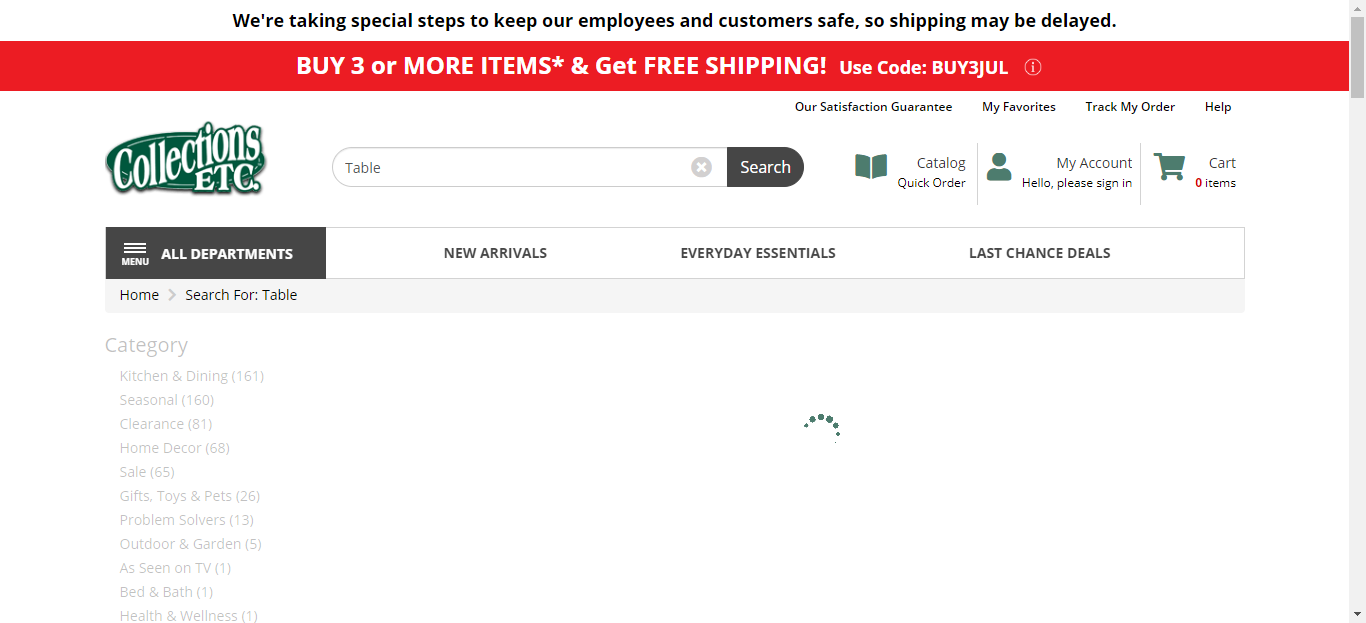 We're taking special steps to keep our employees and customers safe, so shipping may be delayed.
BUY 3 or MORE ITEMS* & Get FREE SHIPPING! Use Code: BUY3JUL
Our Satisfaction Guarantee My Favorites Track My Order Help
Collections ETC.
Table
Search
Catalog
Quick Order
My Account
Hello, please sign in
Cart
0 items
MENU
ALL DEPARTMENTS
NEW ARRIVALS
EVERYDAY ESSENTIALS
LAST CHANCE DEALS
Home Search For: Table
Category
Kitchen & Dining (161)
Seasonal (160)
Clearance (81)
Home Decor (68)
Sale (65)
Gifts, Toys & Pets (26)
Problem Solvers (13)
Outdoor & Garden (5)
As Seen on TV (1)
Bed & Bath (1)
Health & Wellness (1)